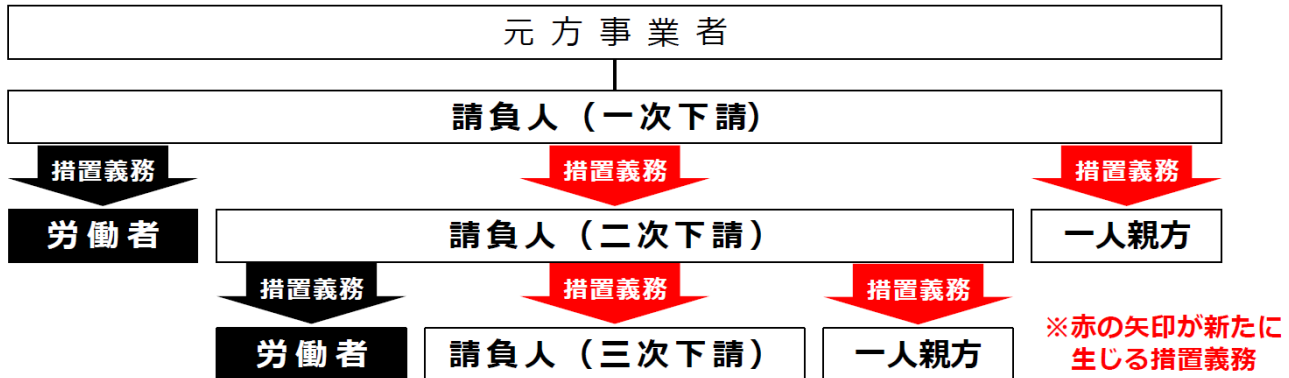 元方事業者
請負人（一次下請）
措置義務
措置義務
措置義務
労働者
請負人（二次下請）
一人親方
措置義務
措置義務
措置義務
労働者
請負人（三次下請）
一人親方
※赤の矢印が新たに
生じる措置義務